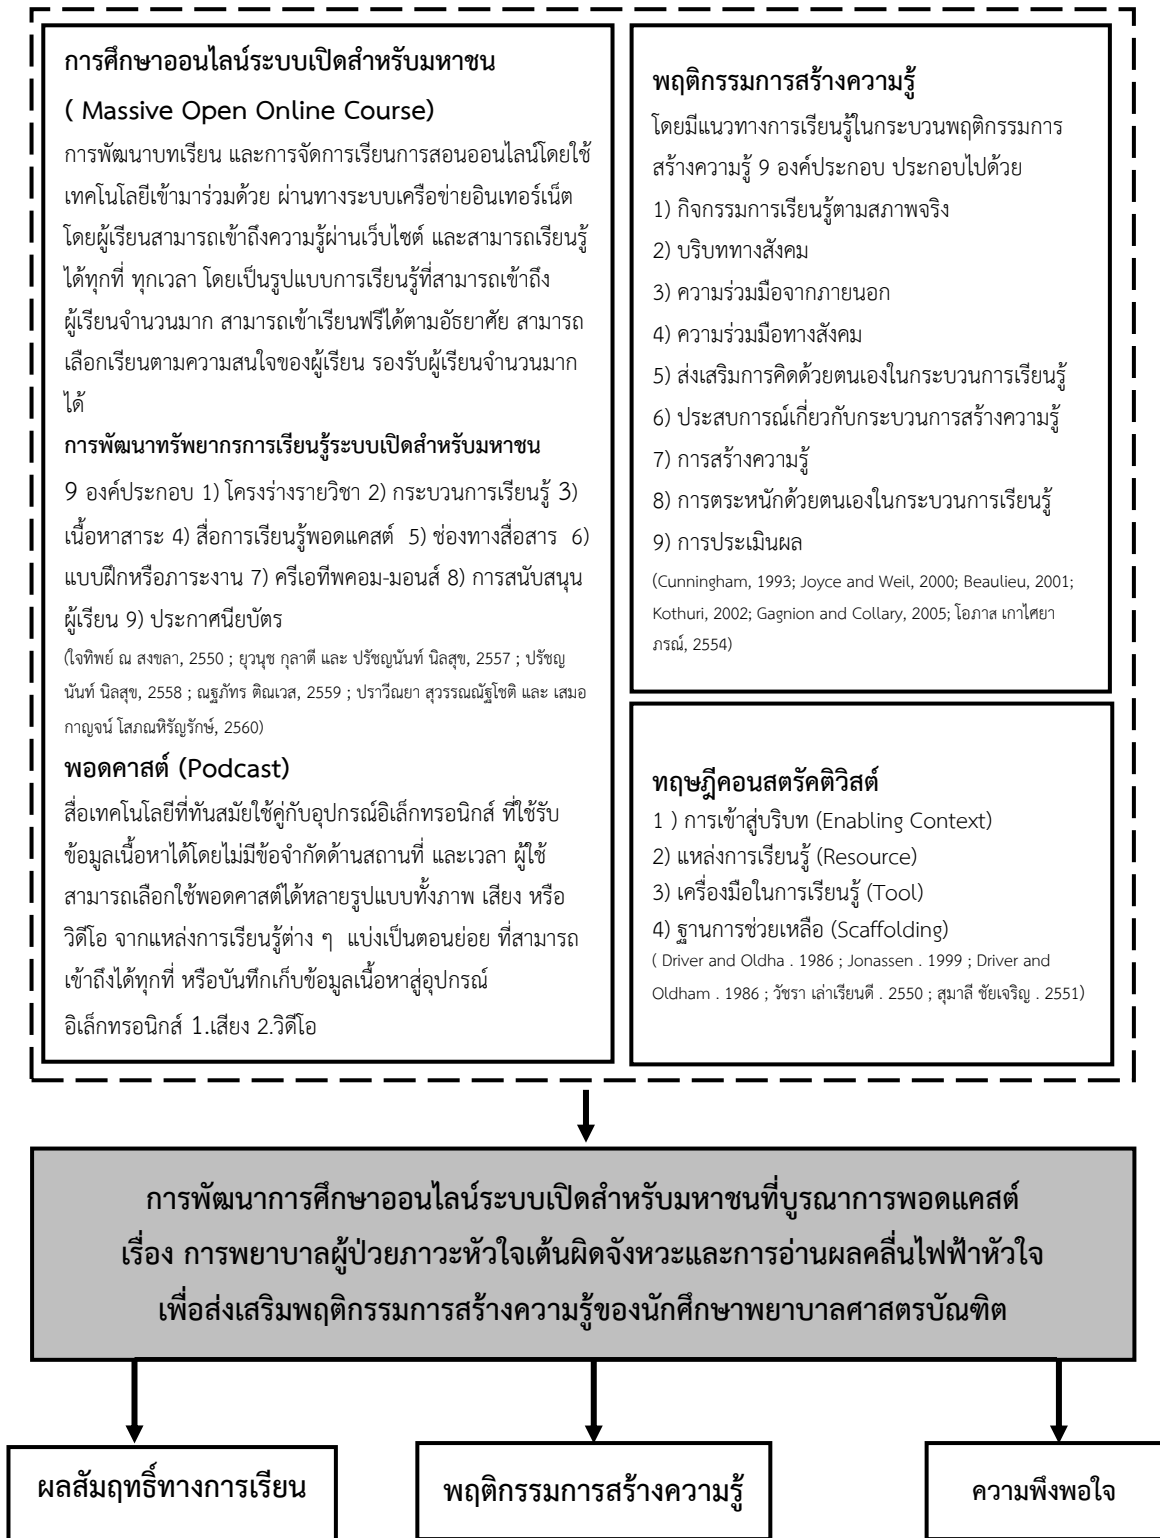 การศึกษาออนไลน์ระบบเปิดสำหรับมหาชน
( Massive Open Online Course)
การพัฒนาบทเรียน และการจัดการเรียนการสอนออนไลน์โดยใช้
เทคโนโลยีเข้ามาร่วมด้วย ผ่านทางระบบเครือข่ายอินเทอร์เน็ต
โดยผู้เรียนสามารถเข้าถึงความรู้ผ่านเว็บไซต์ และสามารถเรียนรู้
ได้ทุกที่ ทุกเวลา โดยเป็นรูปแบบการเรียนรู้ที่สามารถเข้าถึง
ผู้เรียนจำนวนมาก สามารถเข้าเรียนฟรีได้ตามอัธยาศัย สามารถ
เลือกเรียนตามความสนใจของผู้เรียน รองรับผู้เรียนจำนวนมาก
ได้
การพัฒนาทรัพยากรการเรียนรู้ระบบเปิดสำหรับมหาชน
9 องค์ประกอบ 1) โครงร่างรายวิชา 2) กระบวนการเรียนรู้ 3)
เนื้อหาสาระ 4) สื่อการเรียนรู้พอดแคสต์ 5) ช่องทางสื่อสาร 6)
แบบฝึกหรือภาระงาน 7) ครีเอทีพคอม-มอนส์ 8) การสนับสนุน
ผู้เรียน 9) ประกาศนียบัตร
(ใจทิพย์ ณ สงขลา, 2550 ; ยุวนุช กุลาตี และ ปรัชญนันท์ นิลสุข, 2557 ; ปรัชญ
นันท์ นิลสุข, 2558 ; ณฐภัทร ติณเวส, 2559 ; ปราวีณยา สุวรรณณัฐโชติ และ เสมอ
กาญจน์ โสภณหิรัญรักษ์, 2560)
พอดคาสต์ (Podcast)
สื่อเทคโนโลยีที่ทันสมัยใช้คู่กับอุปกรณ์อิเล็กทรอนิกส์ ที่ใช้รับ
ข้อมูลเนื้อหาได้โดยไม่มีข้อจำกัดด้านสถานที่ และเวลา ผู้ใช้
สามารถเลือกใช้พอดคาสต์ได้หลายรูปแบบทั้งภาพ เสียง หรือ
วิดีโอ จากแหล่งการเรียนรู้ต่าง ๆ แบ่งเป็นตอนย่อย ที่สามารถ
เข้าถึงได้ทุกที่ หรือบันทึกเก็บข้อมูลเนื้อหาสู่อุปกรณ์
อิเล็กทรอนิกส์ 1.เสียง 2.วิดีโอ
พฤติกรรมการสร้างความรู้
โดยมีแนวทางการเรียนรู้ในกระบวนพฤติกรรมการ
สร้างความรู้ 9 องค์ประกอบ ประกอบไปด้วย
1) กิจกรรมการเรียนรู้ตามสภาพจริง
2) บริบททางสังคม
3) ความร่วมมือจากภายนอก
4) ความร่วมมือทางสังคม
5) ส่งเสริมการคิดด้วยตนเองในกระบวนการเรียนรู้
6) ประสบการณ์เกี่ยวกับกระบวนการสร้างความรู้
7) การสร้างความรู้
8) การตระหนักด้วยตนเองในกระบวนการเรียนรู้
9) การประเมินผล
(Cunningham, 1993; Joyce and Weil, 2000; Beaulieu, 2001;
Kothuri, 2002; Gagnion and Collary, 2005; โอภาส เกาไศยา
ภรณ์, 2554)
ทฤษฎีคอนสตรัคติวิสต์
1 ) การเข้าสู่บริบท (Enabling Context)
2) แหล่งการเรียนรู้ (Resource)
3) เครื่องมือในการเรียนรู้ (Tool)
4) ฐานการช่วยเหลือ (Scaffolding)
( Driver and Oldha . 1986 ; Jonassen . 1999 ; Driver and
Oldham . 1986 ; วัชรา เล่าเรียนดี . 2550 ; สุมาลี ชัยเจริญ . 2551)
การพัฒนาการศึกษาออนไลน์ระบบเปิดสำหรับมหาชนที่บูรณาการพอดแคสต์
เรื่อง การพยาบาลผู้ป่วยภาวะหัวใจเต้นผิดจังหวะและการอ่านผลคลื่นไฟฟ้าหัวใจ
เพื่อส่งเสริมพฤติกรรมการสร้างความรู้ของนักศึกษาพยาบาลศาสตรบัณฑิต
ผลสัมฤทธิ์ทางการเรียน
พฤติกรรมการสร้างความรู้
ความพึงพอใจ